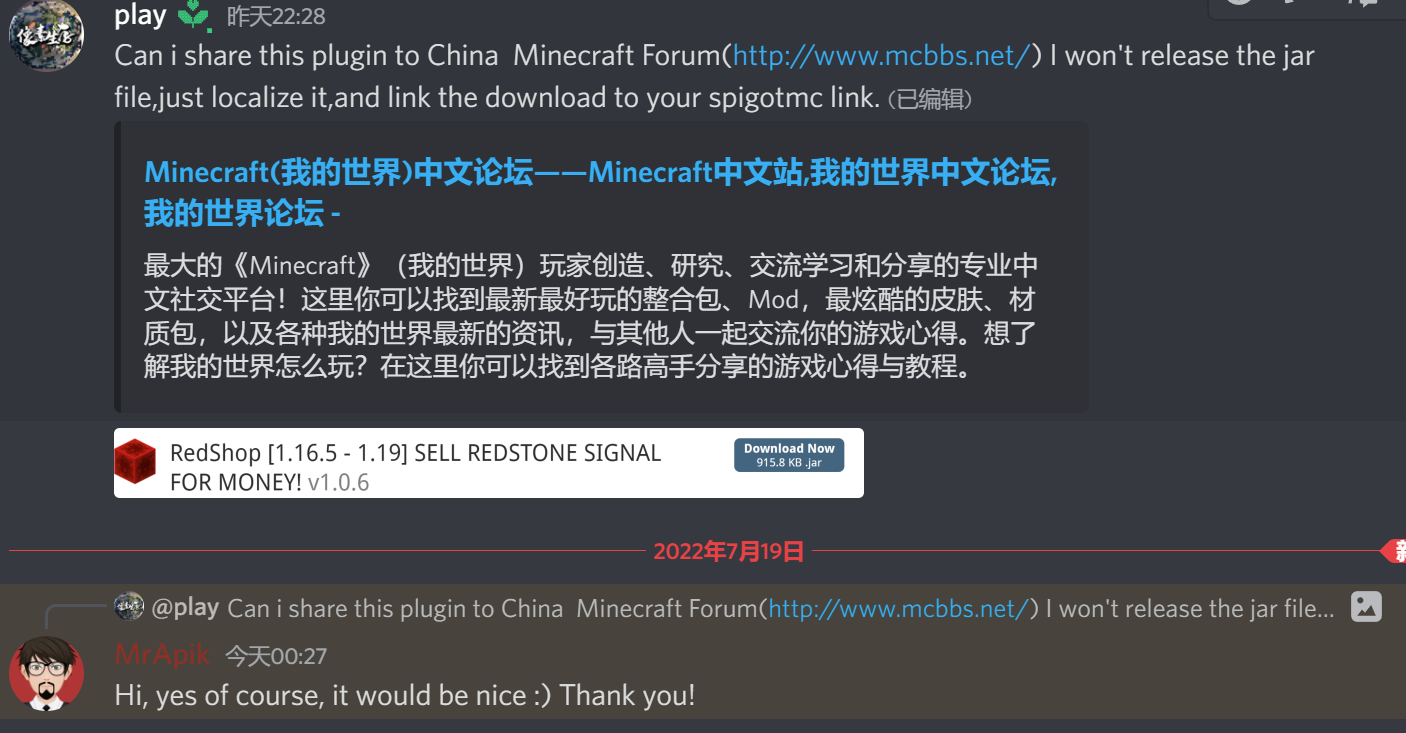 play 昨天22:28
Can i share this plugin to China  Minecraft Forum(http://www.mcbbs.net/) I won't release the jar
file,just localize it,and link the download to your spigotmc link. (已编辑)
Minecraft(我的世界)中文论坛——Minecraft中文站,我的世界中文论坛,
我的世界论坛 -
最大的《Minecraft》（我的世界）玩家创造、研究、交流学习和分享的专业中
文社交平台！这里你可以找到最新最好玩的整合包、Mod，最炫酷的皮肤、材
质包，以及各种我的世界最新的资讯，与其他人一起交流你的游戏心得。想了
解我的世界怎么玩？在这里你可以找到各路高手分享的游戏心得与教程。
RedShop [1.16.5 - 1.19] SELL REDSTONE SIGNAL
FOR MONEY! v1.0.6
Download Now
915.8 KB .jar
2022年7月19日
@play Can i share this plugin to China  Minecraft Forum(http://www.mcbbs.net/) I won't release the jar file...
MrApik 今天00:27
Hi, yes of course, it would be nice :) Thank you!